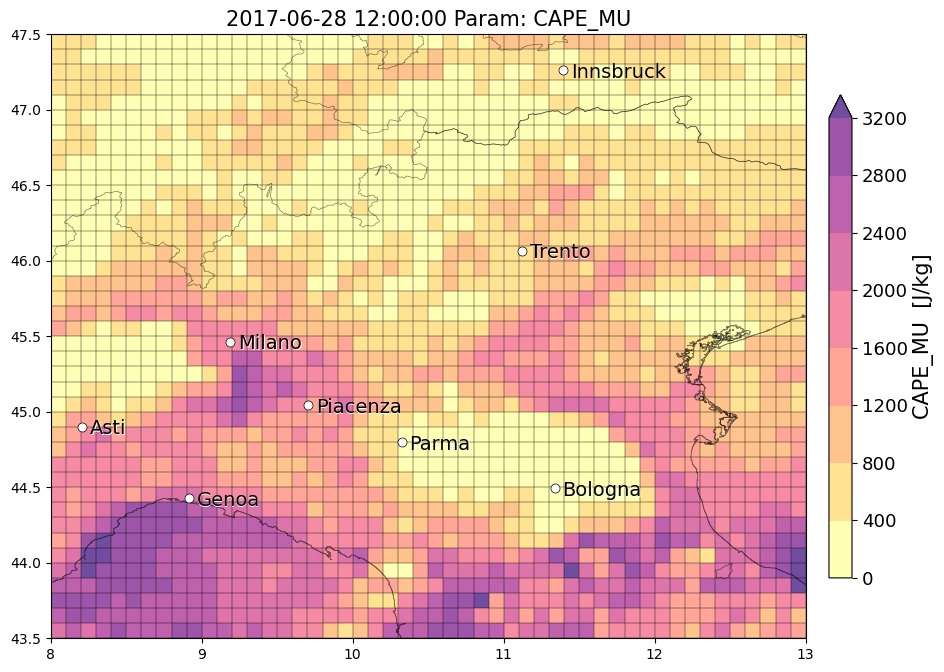 2017-06-28 12:00:00 Param: CAPE_MU
47.5
47.0
46.5
46.0
45.5
45.0
44.5
44.0
43.5
8
9
10
11
12
13
Innsbruck
Trento
Milano
Piacenza
Asti
Parma
Bologna
Genoa
3200
2800
2400
2000
1600
1200
800
400
0
CAPE_MU [J/kg]